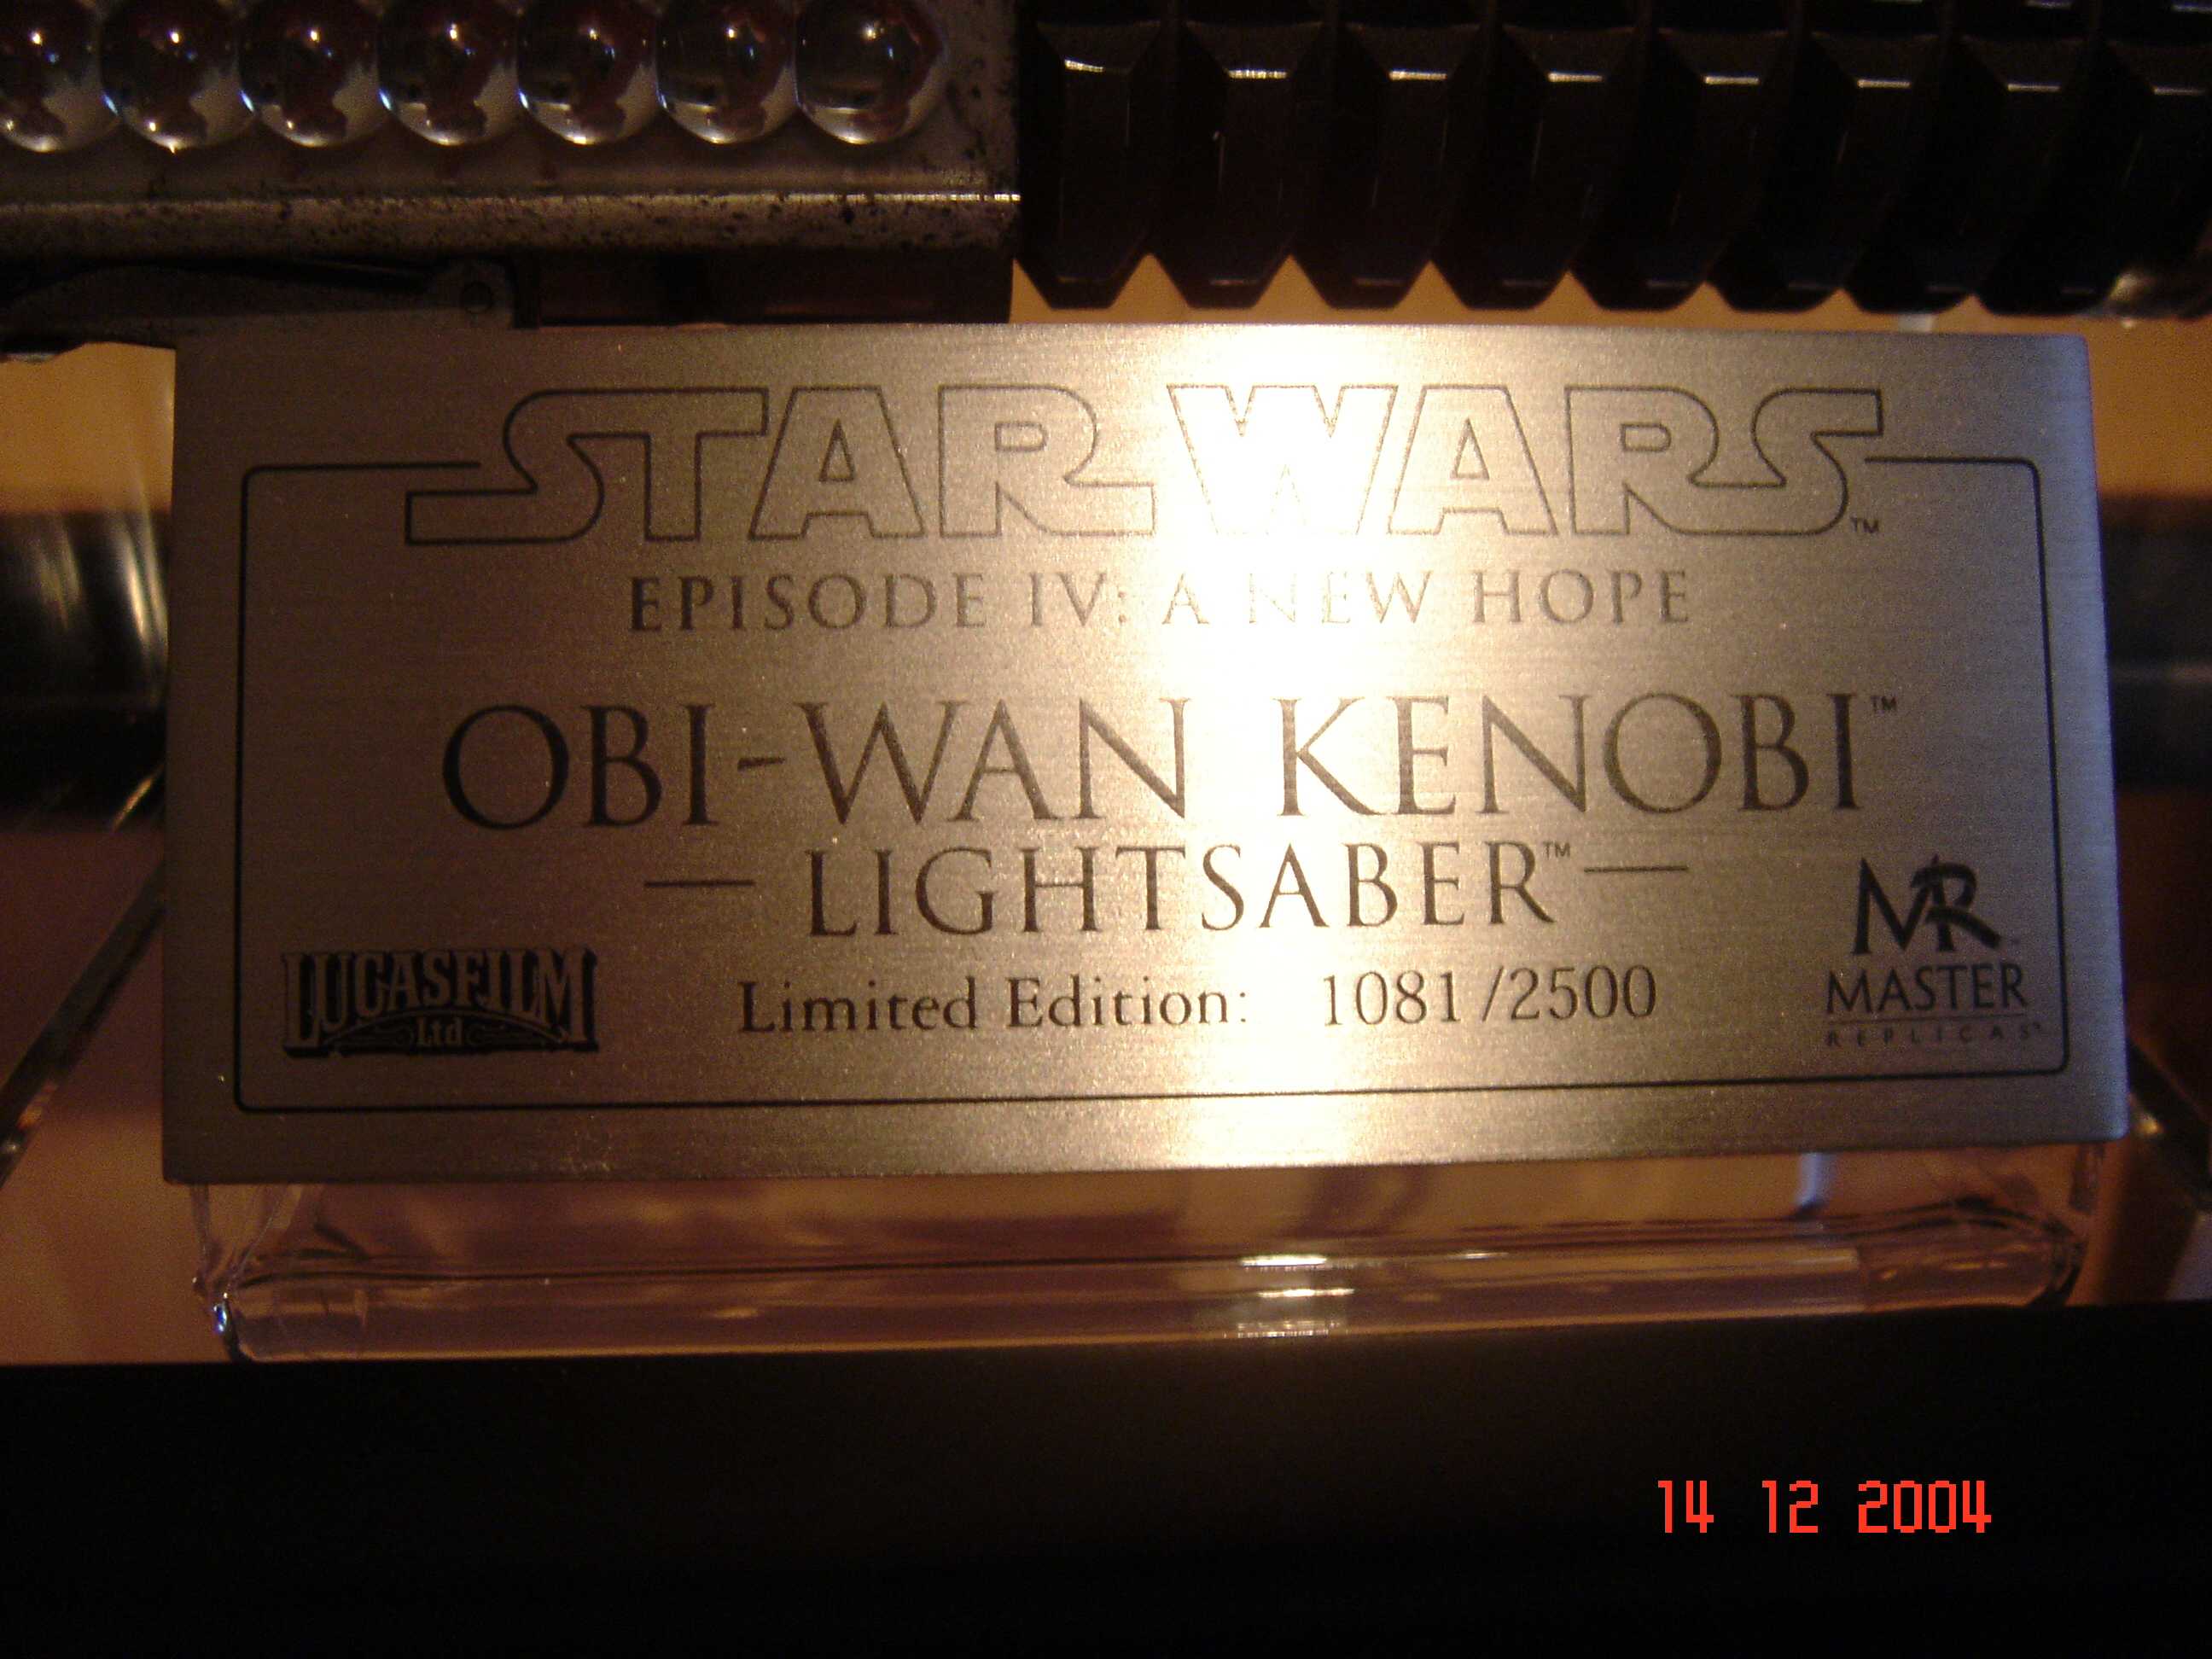 STAR WARS™
EPISODE IV: A NEW HOPE
OBI-WAN KENOBI™
LIGHTSABER™
LUCASFILM
Ltd
Limited Edition: 1081/2500
MR
MASTER
REPLICAS
14 12 2004